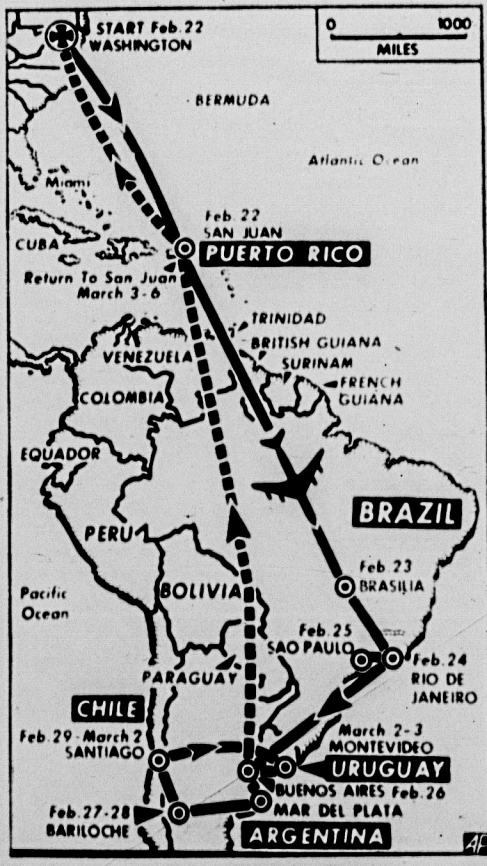 START Feb.22
WASHINGTON
0 1000
MILES
BERMUDA
Atlantic Ocean
Miami
CUBA
Feb.22
SAN JUAN
PUERTO RICO
Return To San Juan
March 3-6
TRINIDAD
BRITISH GUIANA
VENEZUELA
SURINAM
COLOMBIA
FRENCH
GUIANA
EQUADOR
BRAZIL
PERU
Feb.23
BRASILIA
BOLIVIA
Pacific
Ocean
Feb.25
SAO PAULO
Feb.24
RIO DE
JANEIRO
PARAGUAY
CHILE
Feb.29-March 2
SANTIAGO
March 2-3
MONTEVIDEO
URUGUAY
BUENOS AIRES Feb.26
MAR DEL PLATA
Feb.27-28
BARILOCHE
ARGENTINA
AP